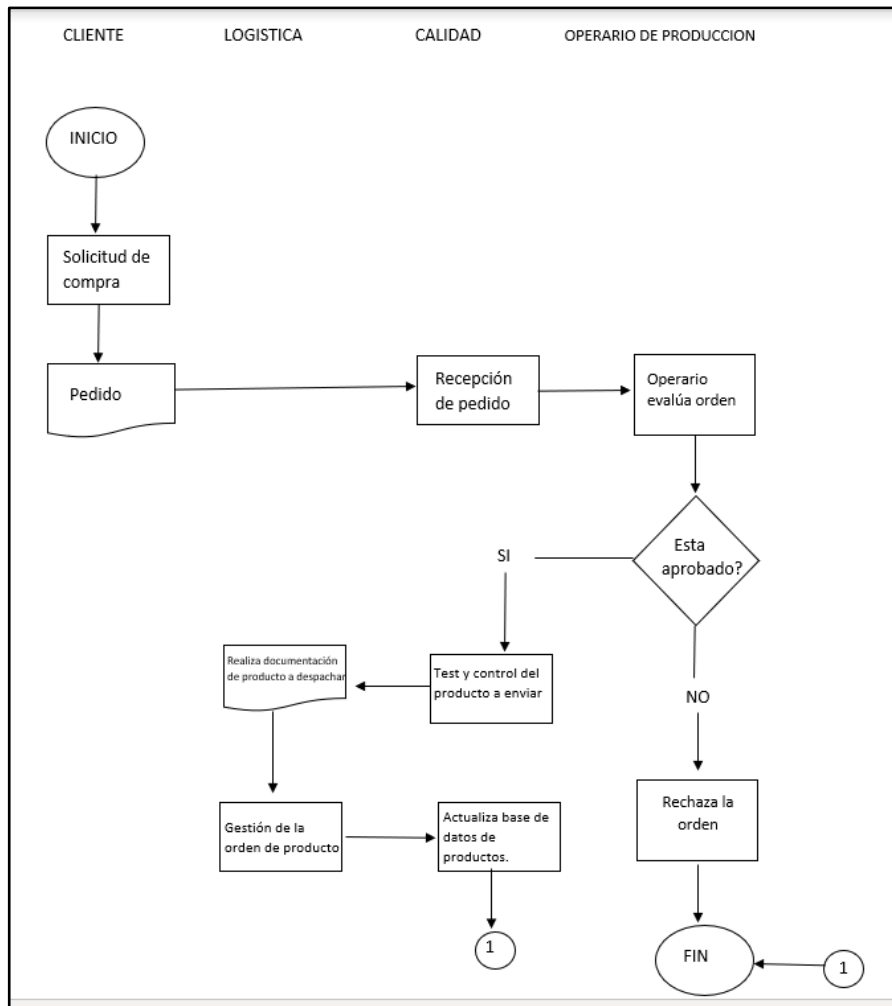 CLIENTE
LOGISTICA
CALIDAD
OPERARIO DE PRODUCCION
INICIO
Solicitud de
compra
Pedido
Recepción
de pedido
Operario
evalúa orden
Esta
aprobado?
SI
NO
Realiza documentación
de producto a despachar
Test y control del
producto a enviar
Gestión de la
orden de producto
Actualiza base de
datos de
productos.
Rechaza la
orden
1
FIN
1